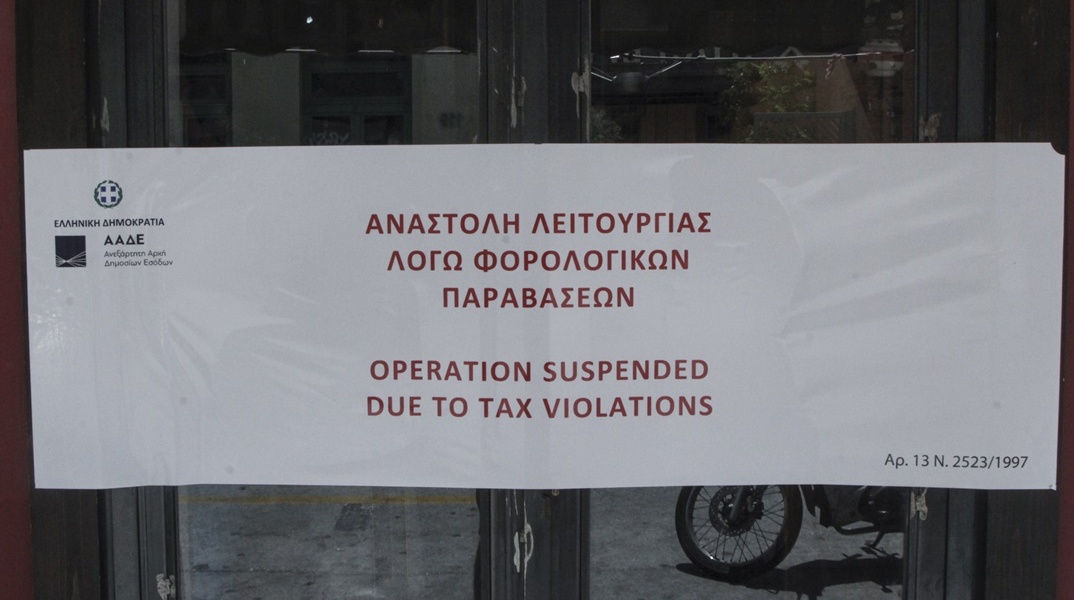 ΕΛΛΗΝΙΚΗ ΔΗΜΟΚΡΑΤΙΑ
ΑΑΔΕ
Ανεξάρτητη Αρχή
Δημοσίων Εσόδων
ΑΝΑΣΤΟΛΗ ΛΕΙΤΟΥΡΓΙΑΣ
ΛΟΓΩ ΦΟΡΟΛΟΓΙΚΩΝ
ΠΑΡΑΒΑΣΕΩΝ
OPERATION SUSPENDED
DUE TO TAX VIOLATIONS
Αρ. 13 Ν. 2523/1997